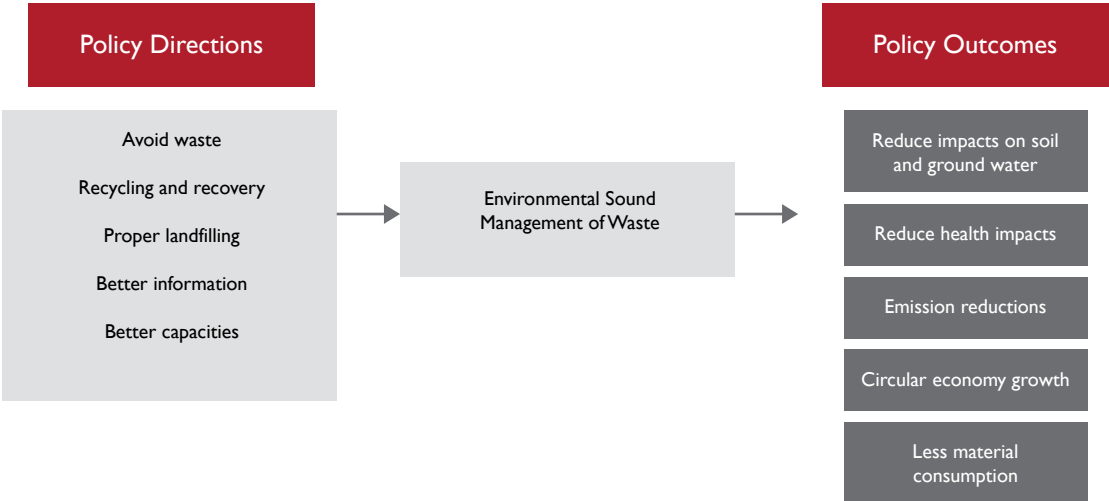 Policy Directions
Avoid waste
Recycling and recovery
Proper landfilling
Better information
Better capacities
Environmental Sound
Management of Waste
Policy Outcomes
Reduce impacts on soil
and ground water
Reduce health impacts
Emission reductions
Circular economy growth
Less material
consumption